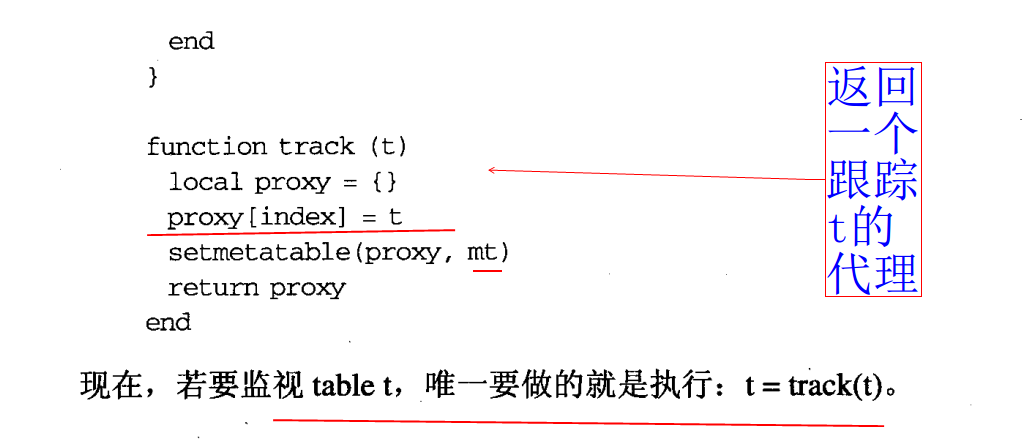 end
}
function track (t)
local proxy = {}
proxy[index] = t
setmetatable(proxy, mt)
return proxy
end
返回
一个
跟踪
t的
代理
现在，若要监视 table t，唯一要做的就是执行：t = track(t)。